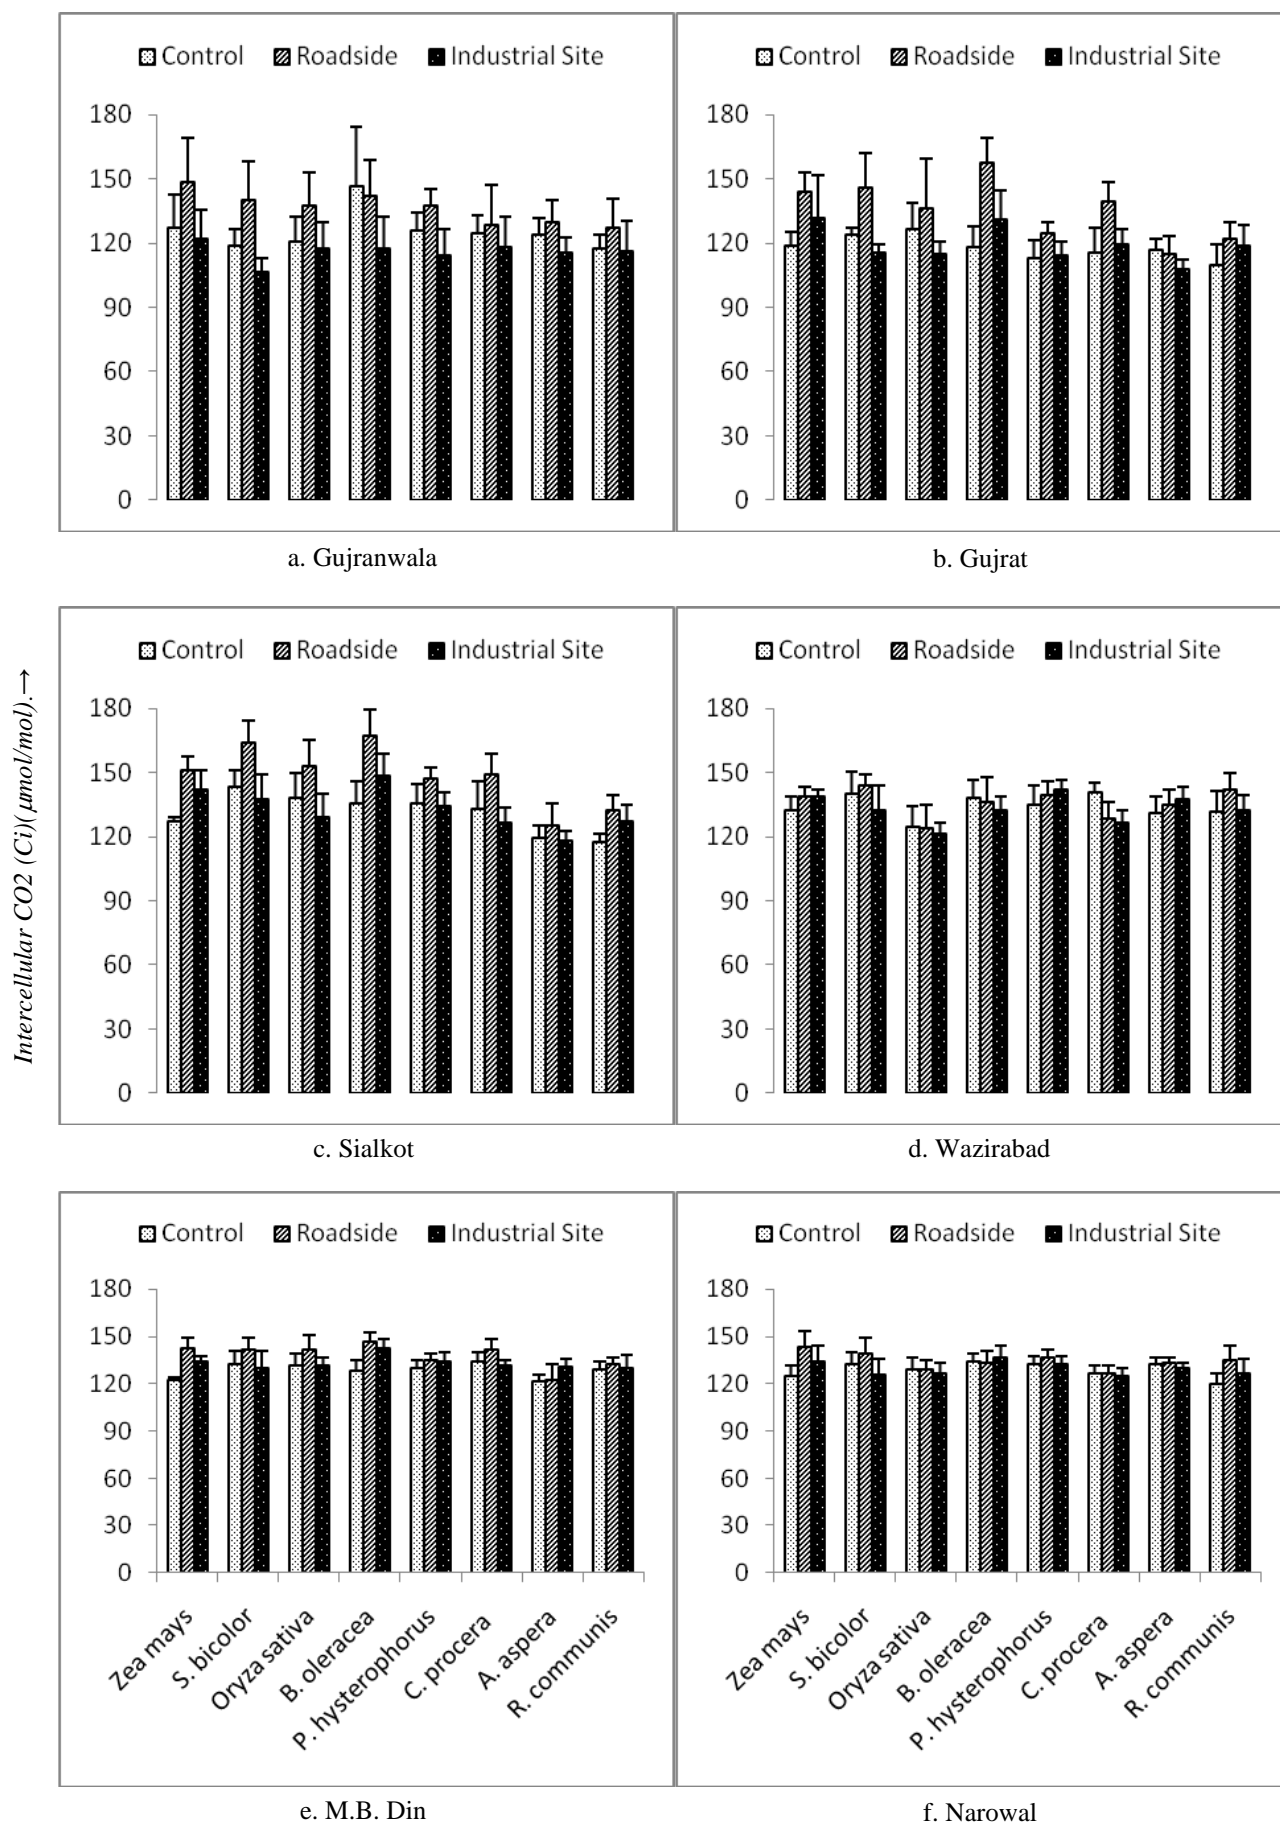 Control Roadside Industrial Site
Control Roadside Industrial Site
180
150
120
90
60
30
0
180
150
120
90
60
30
0
a. Gujranwala
b. Gujrat
Intercellular CO2 (Ci)(µmol/mol).→
Control Roadside Industrial Site
Control Roadside Industrial Site
180
150
120
90
60
30
0
180
150
120
90
60
30
0
c. Sialkot
d. Wazirabad
Control Roadside Industrial Site
Control Roadside Industrial Site
180
150
120
90
60
30
0
Zea mays
S. bicolor
Oryza sativa
B. oleracea
P. hysterophorus
C. procera
A. aspera
R. communis
180
150
120
90
60
30
0
Zea mays
S. bicolor
Oryza sativa
B. oleracea
P. hysterophorus
C. procera
A. aspera
R. communis
e. M.B. Din
f. Narowal